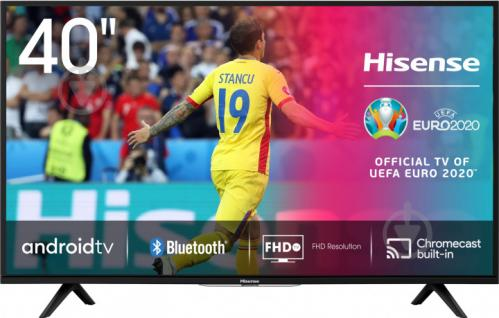 40"
STANCU
19
Hisense
UEFA
EURO2020
OFFICIAL TV OF
UEFA EURO 2020™
androidtv
Bluetooth®
FHD
FHD Resolution
Chromecast
built-in
Hisense